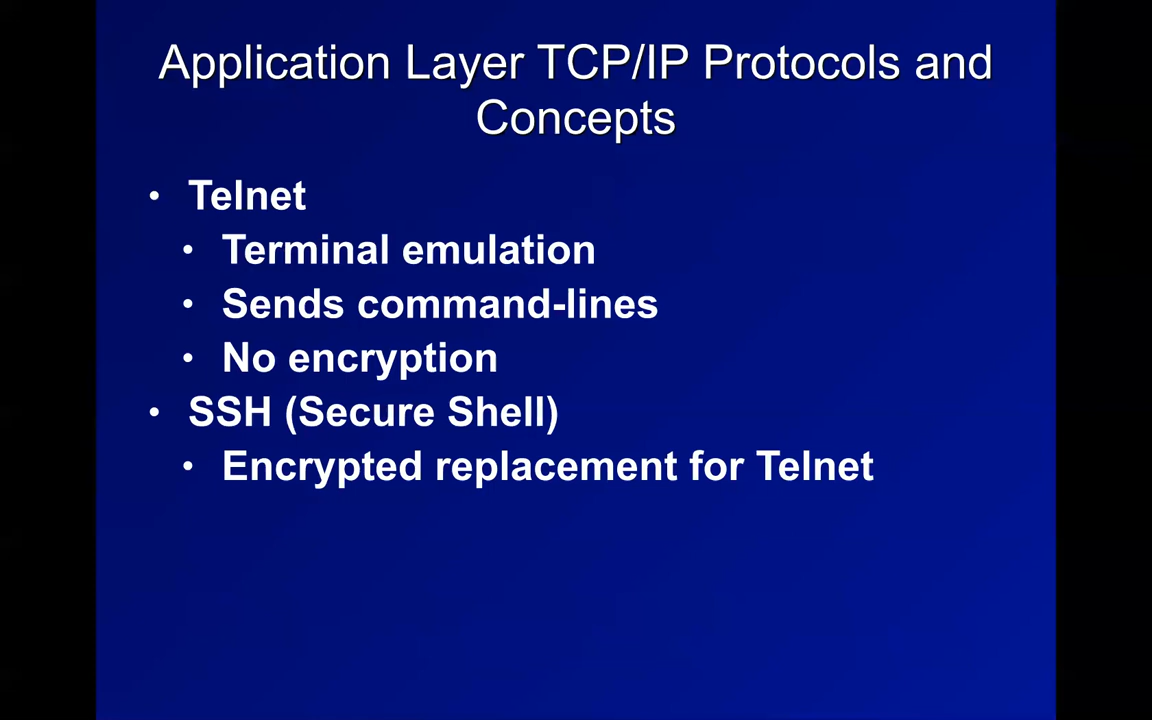 Application Layer TCP/IP Protocols and
Concepts
• Telnet
• Terminal emulation
• Sends command-lines
• No encryption
• SSH (Secure Shell)
• Encrypted replacement for Telnet